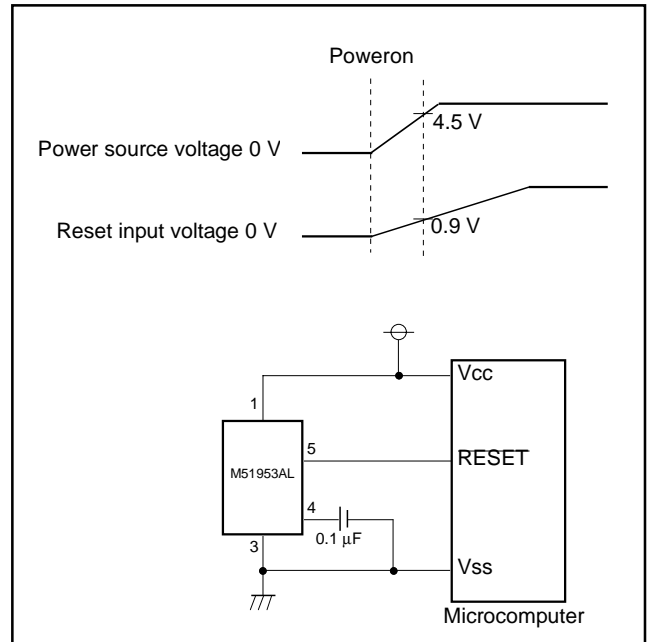 Poweron
4.5 V
Power source voltage 0 V
0.9 V
Reset input voltage 0 V
Vcc
1
5
RESET
M51953AL
4
0.1 µF
3
Vss
Microcomputer